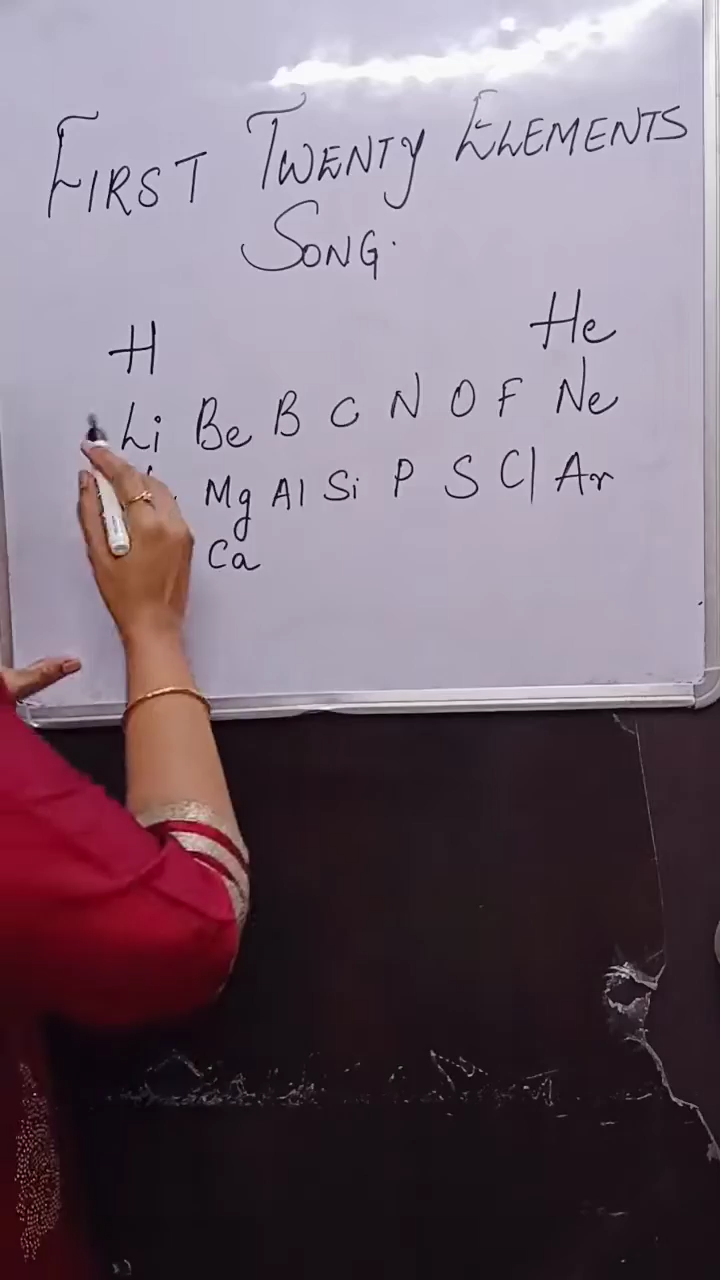 FIRST TWENTY ELEMENTS
SONG.
H He
Li Be B C N O F Ne
Mg Al Si P S Cl Ar
Ca